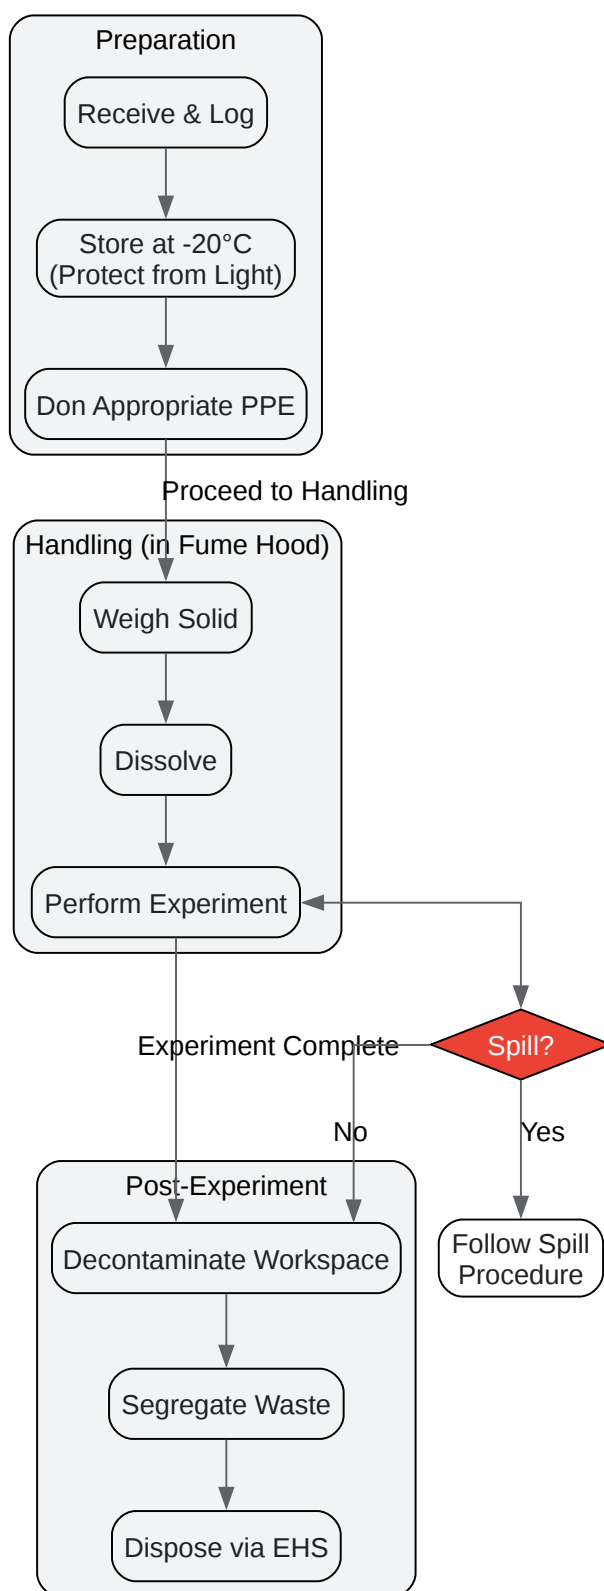 Preparation
Receive & Log
Store at -20°C
(Protect from Light)
Don Appropriate PPE
Proceed to Handling
Handling (in Fume Hood)
Weigh Solid
Dissolve
Perform Experiment
Experiment Complete
Spill?
No
Yes
Post-Experiment
Decontaminate Workspace
Follow Spill
Procedure
Segregate Waste
Dispose via EHS